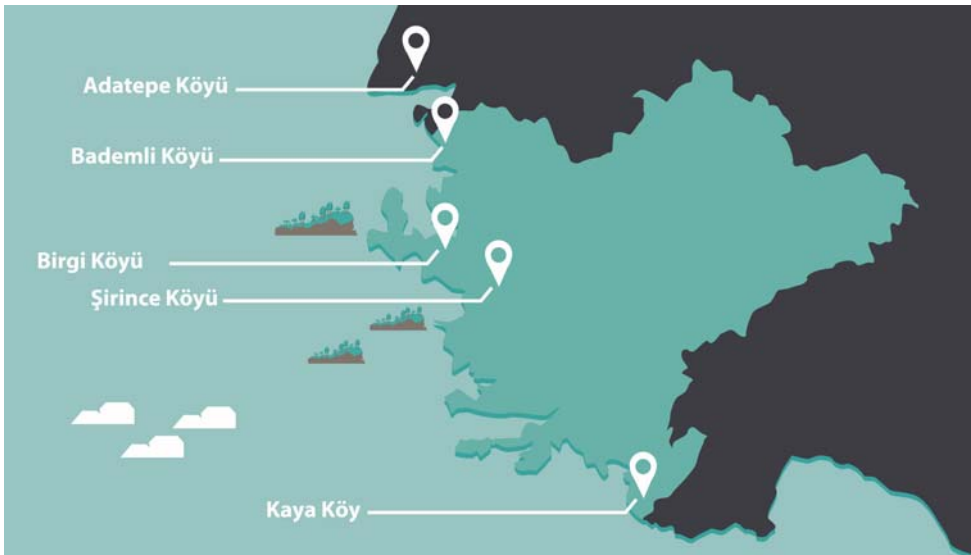 Adatepe Köyü
Bademli Köyü
Birgi Köyü
Şirince Köyü
Kaya Köy